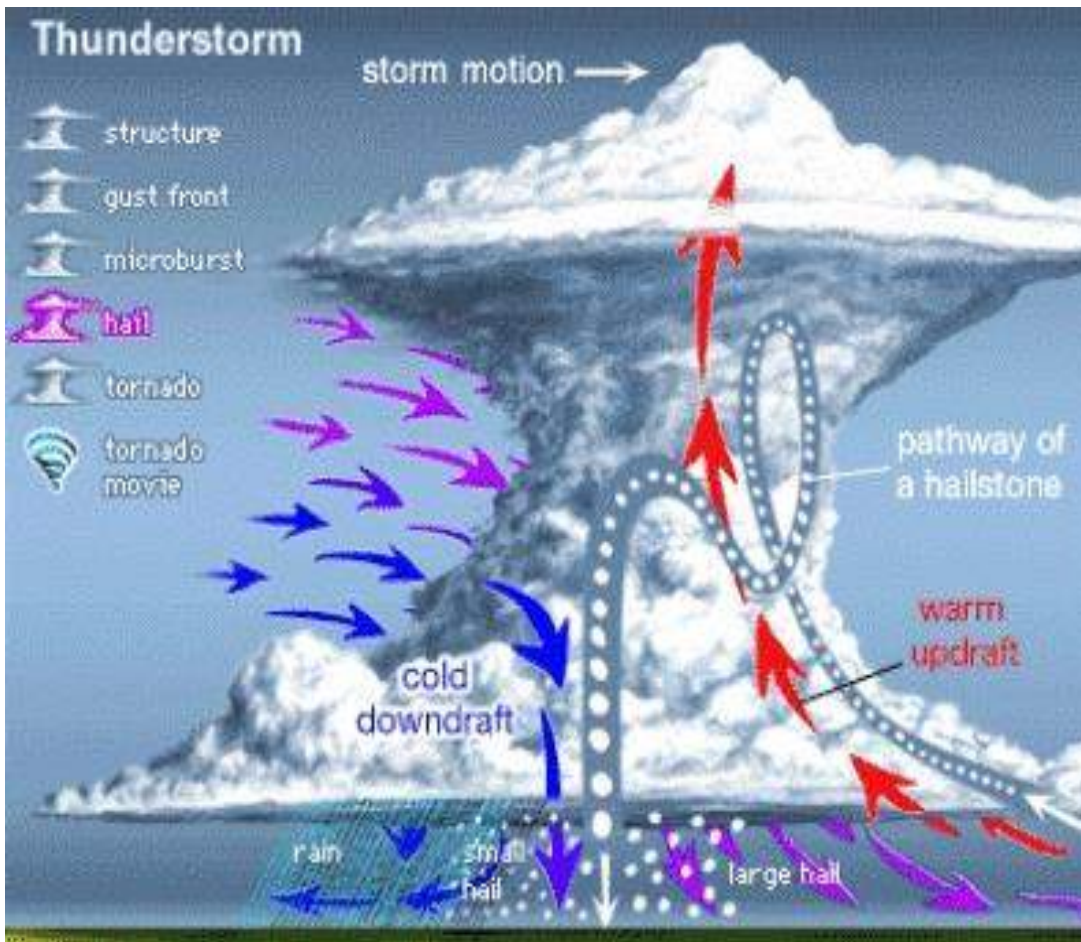 Thunderstorm
storm motion
structure
gust front
microburst
hail
tornado
tornado
movie
pathway of
a hailstone
warm
updraft
cold
downdraft
rain
small
hail
large hail